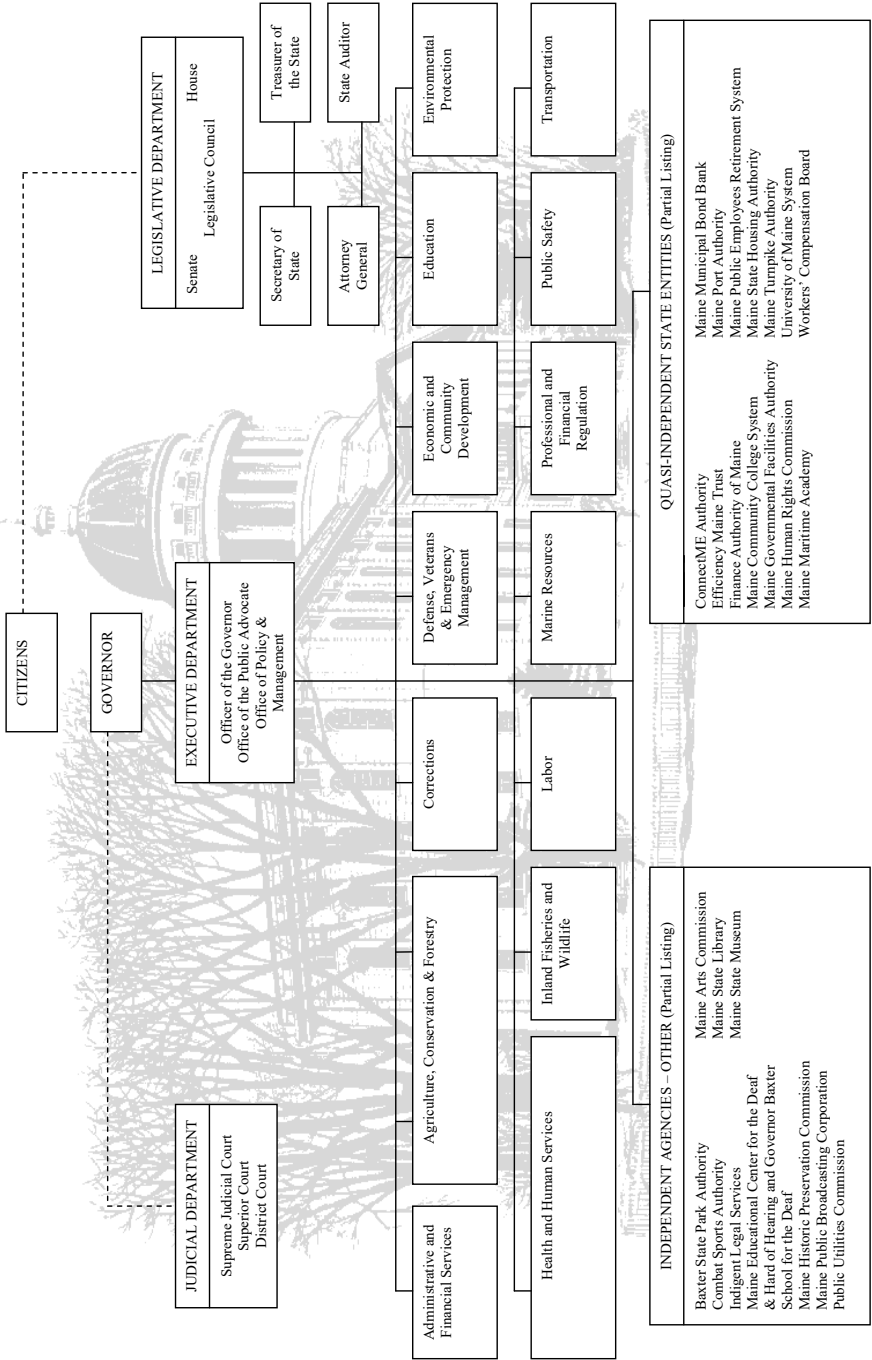 CITIZENS
GOVERNOR
JUDICIAL DEPARTMENT
Supreme Judicial Court
Superior Court
District Court
EXECUTIVE DEPARTMENT
Officer of the Governor
Office of the Public Advocate
Office of Policy &
Management
LEGISLATIVE DEPARTMENT
Senate House
Legislative Council
Secretary of
State
Treasurer of
the State
Attorney
General
State Auditor
Administrative and
Financial Services
Agriculture, Conservation & Forestry
Corrections
Defense, Veterans
& Emergency
Management
Economic and
Community
Development
Education
Environmental
Protection
Health and Human Services
Inland Fisheries and
Wildlife
Labor
Marine Resources
Professional and
Financial
Regulation
Public Safety
Transportation
INDEPENDENT AGENCIES – OTHER (Partial Listing)
Baxter State Park Authority
Combat Sports Authority
Indigent Legal Services
Maine Educational Center for the Deaf
& Hard of Hearing and Governor Baxter
School for the Deaf
Maine Historic Preservation Commission
Maine Public Broadcasting Corporation
Public Utilities Commission
Maine Arts Commission
Maine State Library
Maine State Museum
QUASI-INDEPENDENT STATE ENTITIES (Partial Listing)
ConnectME Authority
Efficiency Maine Trust
Finance Authority of Maine
Maine Community College System
Maine Governmental Facilities Authority
Maine Human Rights Commission
Maine Maritime Academy
Maine Municipal Bond Bank
Maine Port Authority
Maine Public Employees Retirement System
Maine State Housing Authority
Maine Turnpike Authority
University of Maine System
Workers’ Compensation Board